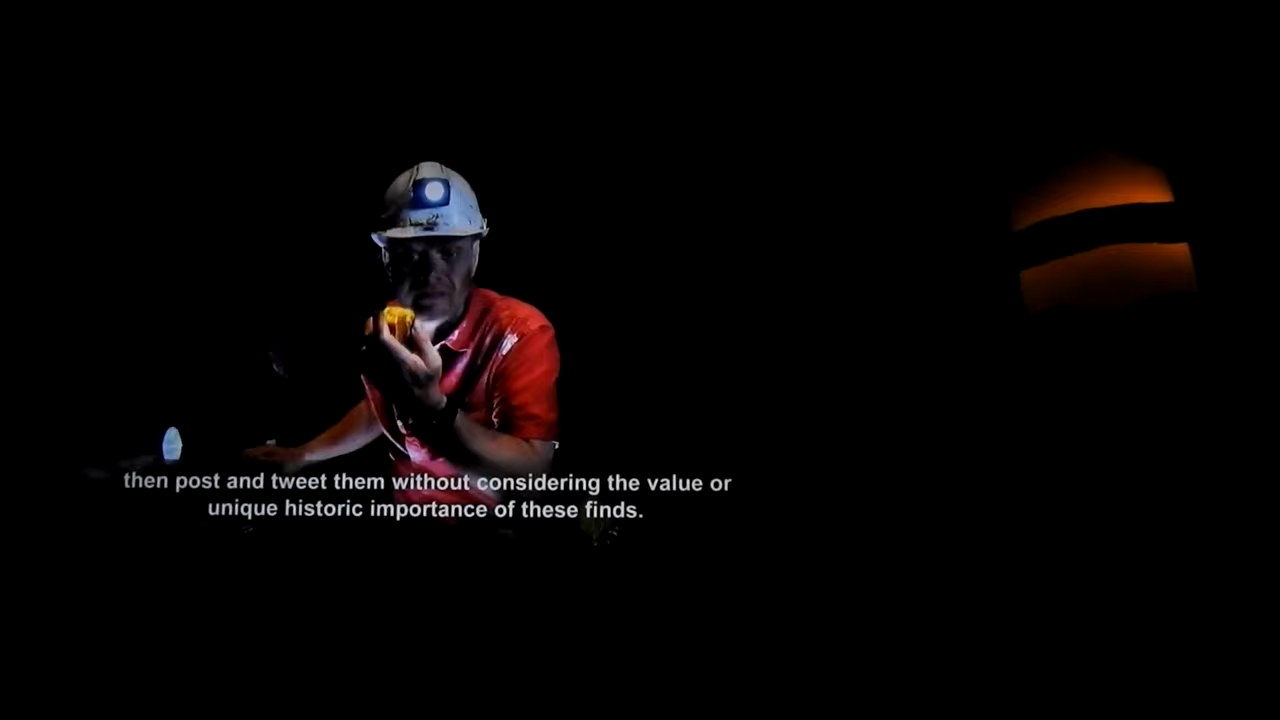 then post and tweet them without considering the value or
unique historic importance of these finds.